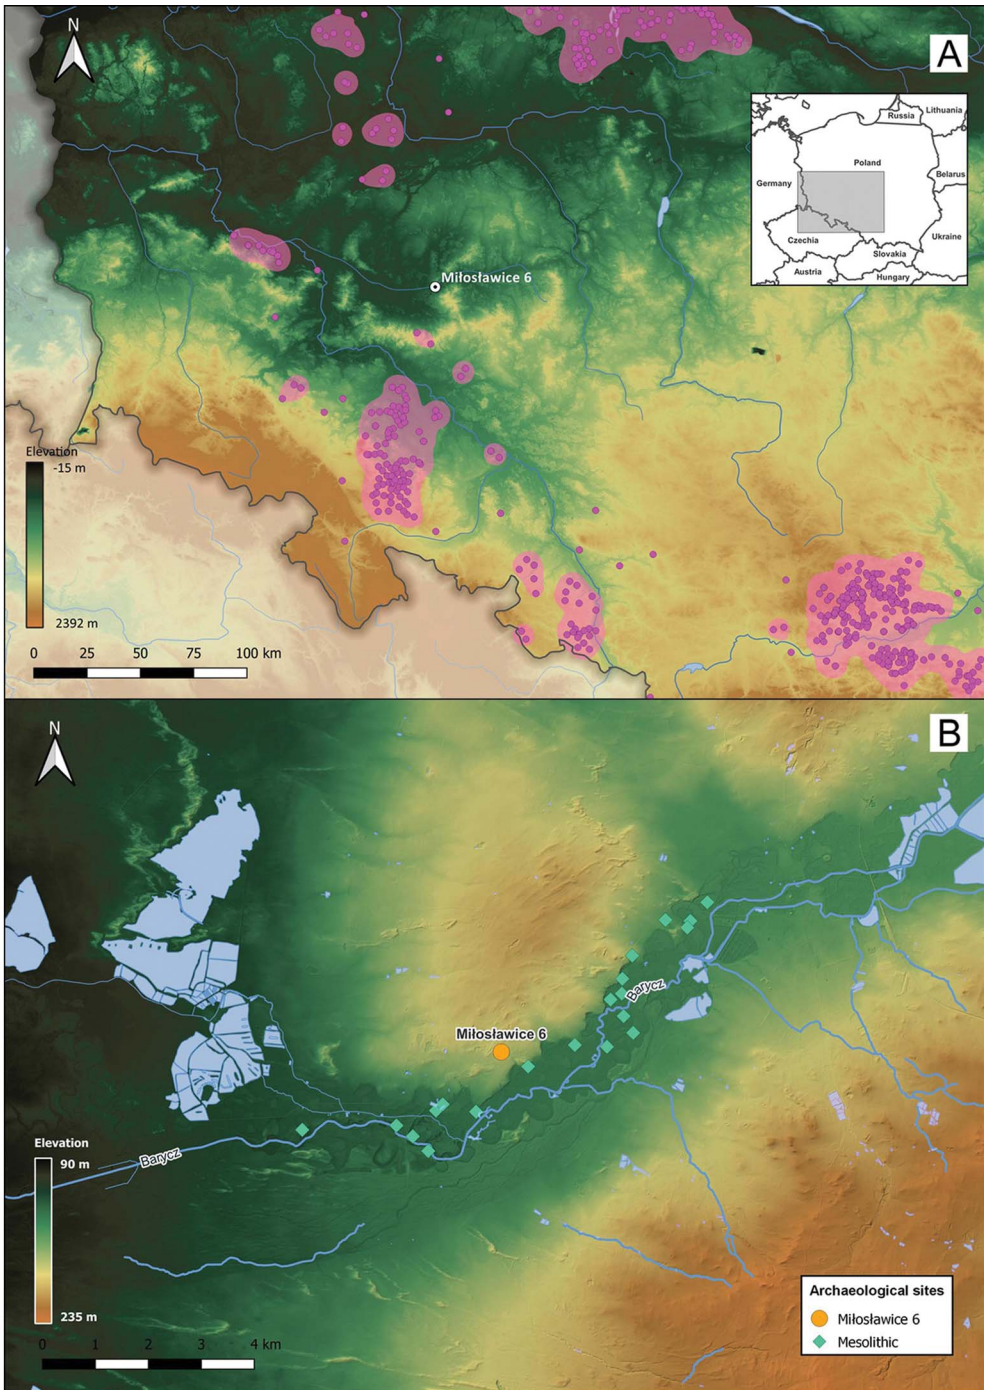 N
A
Lithuania
Russia
Poland
Belarus
Germany
Ukraine
Czechia
Slovakia
Austria
Hungary
Miłosławice 6
Elevation
-15 m
2392 m
0 25 50 75 100 km
N
B
Barycz
Miłosławice 6
Barycz
Elevation
90 m
235 m
0 1 2 3 4 km
Archaeological sites
Miłosławice 6
Mesolithic